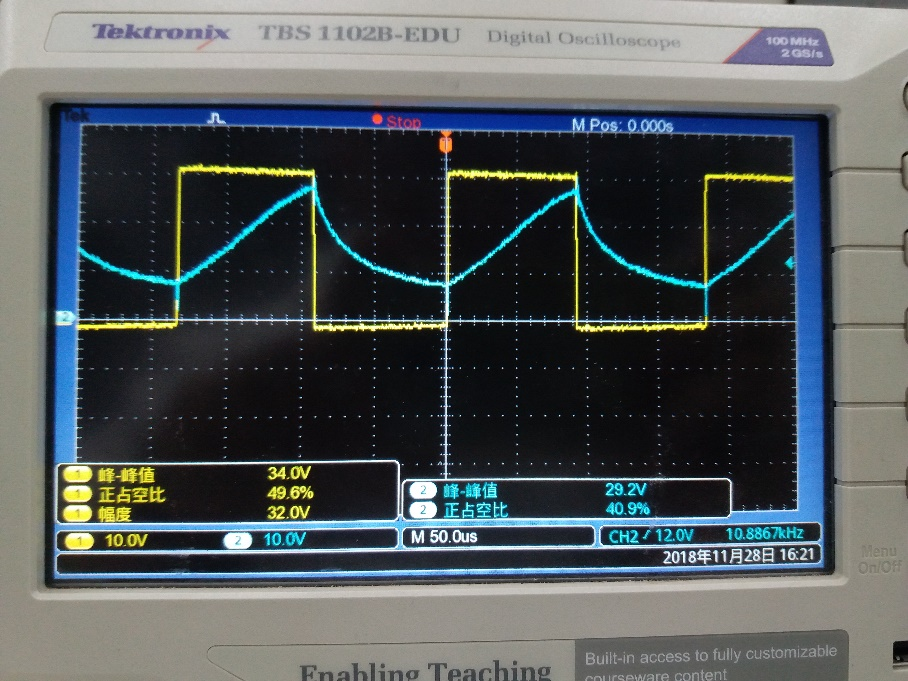 Tektronix TBS 1102B-EDU Digital Oscilloscope 100 MHz
2 GS/s
Tek Stop M Pos: 0.000s
T
2
1 峰-峰值 34.0V
1 正占空比 49.6%
1 幅度 32.0V
2 峰-峰值 29.2V
2 正占空比 40.9%
1 10.0V 2 10.0V M 50.0us CH2 / 12.0V 10.8867kHz
2018年11月28日 16:21
Menu
On/Off
Enabling Teaching
Built-in access to fully customizable
courseware content